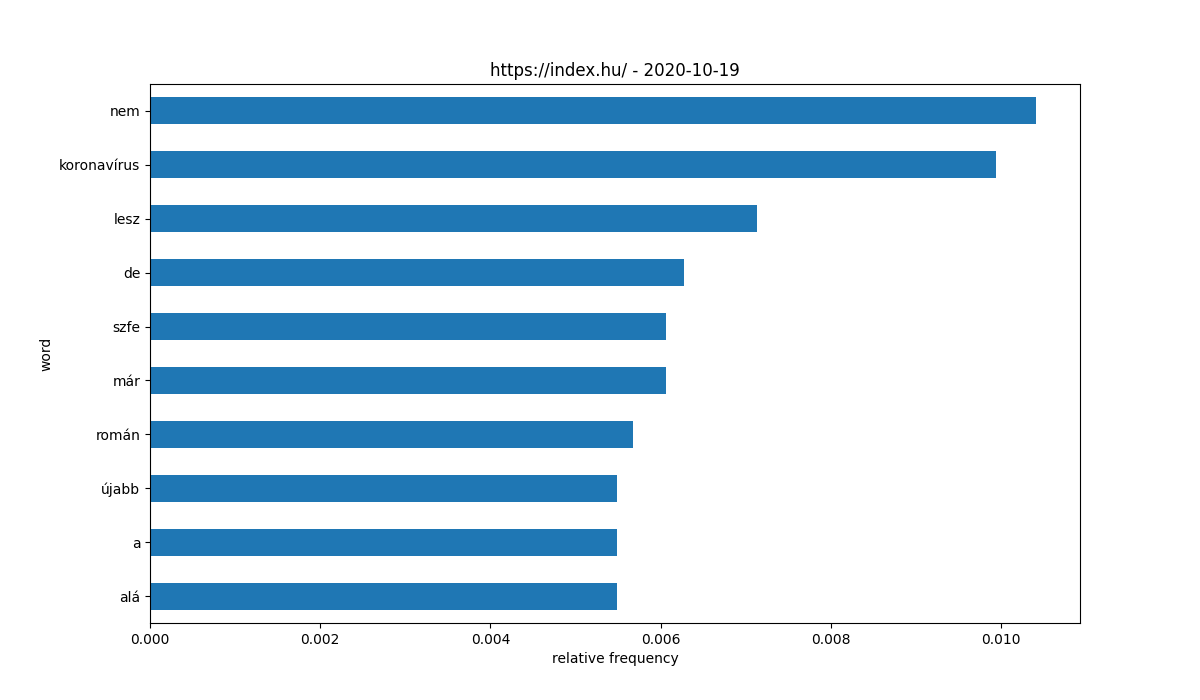 https://index.hu/ - 2020-10-19
word
nem
koronavírus
lesz
de
szfe
már
román
újabb
a
alá
0.000 0.002 0.004 0.006 0.008 0.010
relative frequency